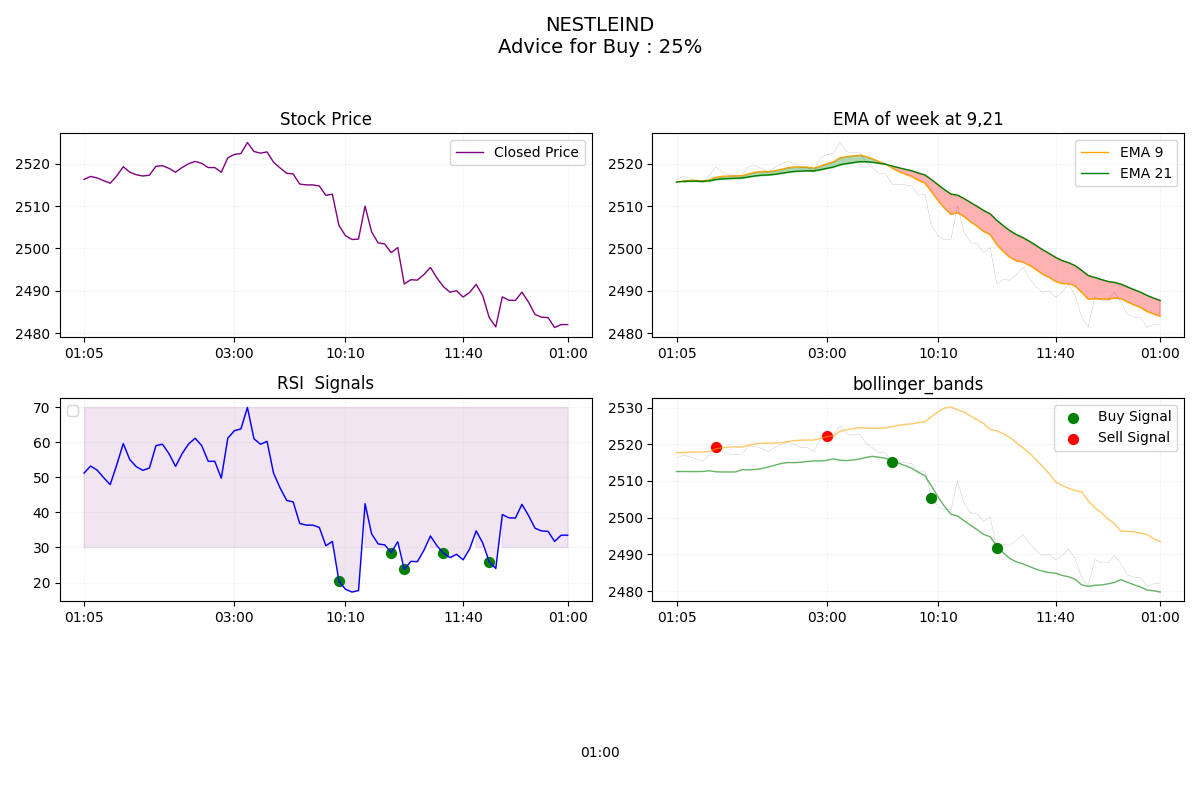 NESTLEIND
Advice for Buy : 25%
Stock Price
Closed Price
2520
2510
2500
2490
2480
01:05 03:00 10:10 11:40 01:00
EMA of week at 9,21
EMA 9
EMA 21
2520
2510
2500
2490
2480
01:05 03:00 10:10 11:40 01:00
RSI  Signals
70
60
50
40
30
20
01:05 03:00 10:10 11:40 01:00
bollinger_bands
Buy Signal
Sell Signal
2530
2520
2510
2500
2490
2480
01:05 03:00 10:10 11:40 01:00
01:00